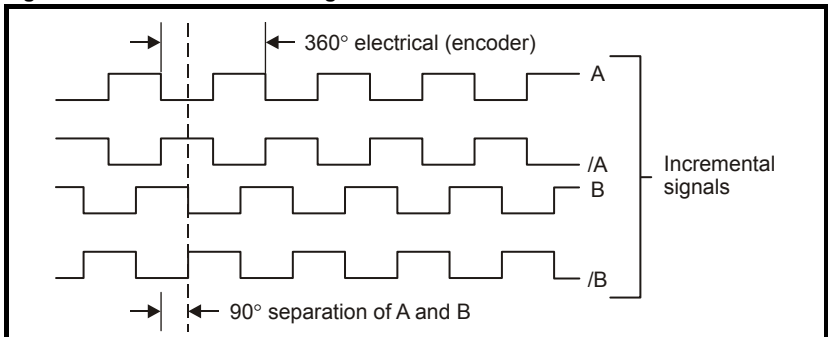 360° electrical (encoder)
A
/A
B
/B
Incremental
signals
90° separation of A and B